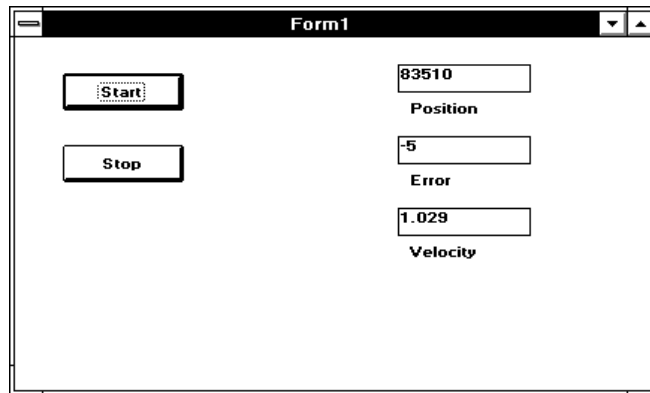 Form1
Start
Stop
83510
Position
-5
Error
1.029
Velocity